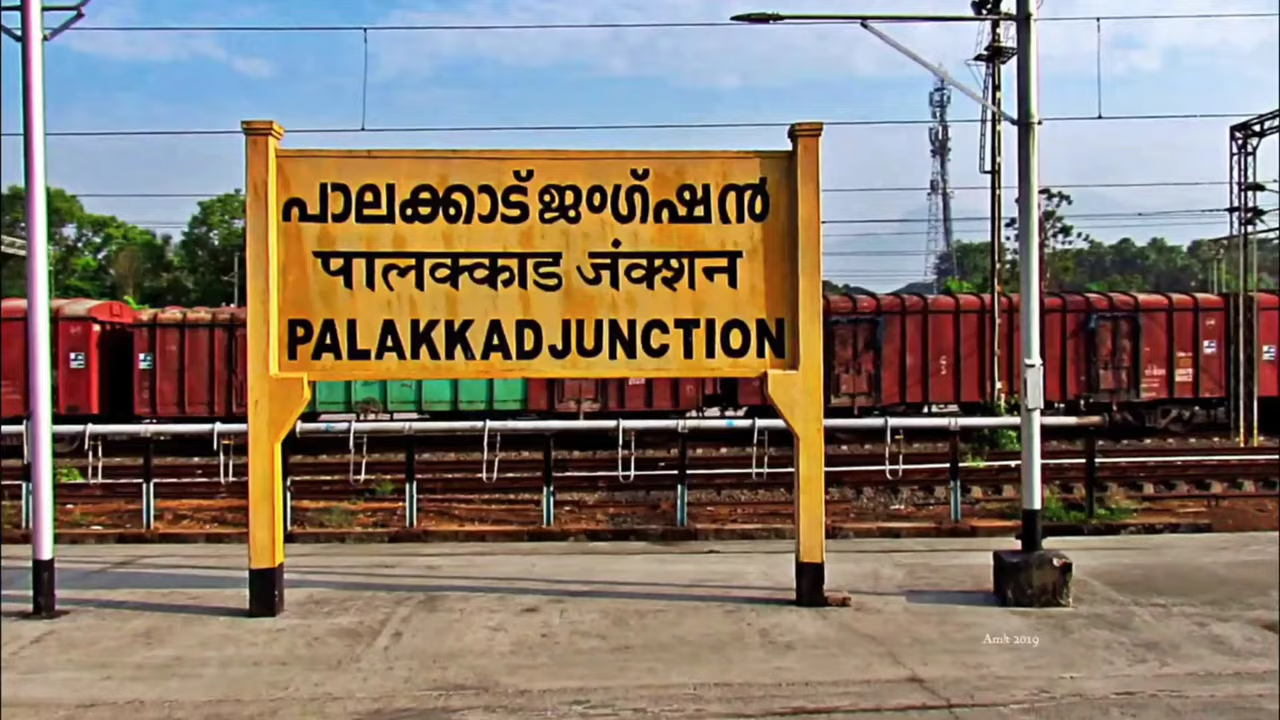 പാലക്കാട് ജംഗ്ഷൻ
पालक्काड जंक्शन
PALAKKAD JUNCTION
Amk 2019